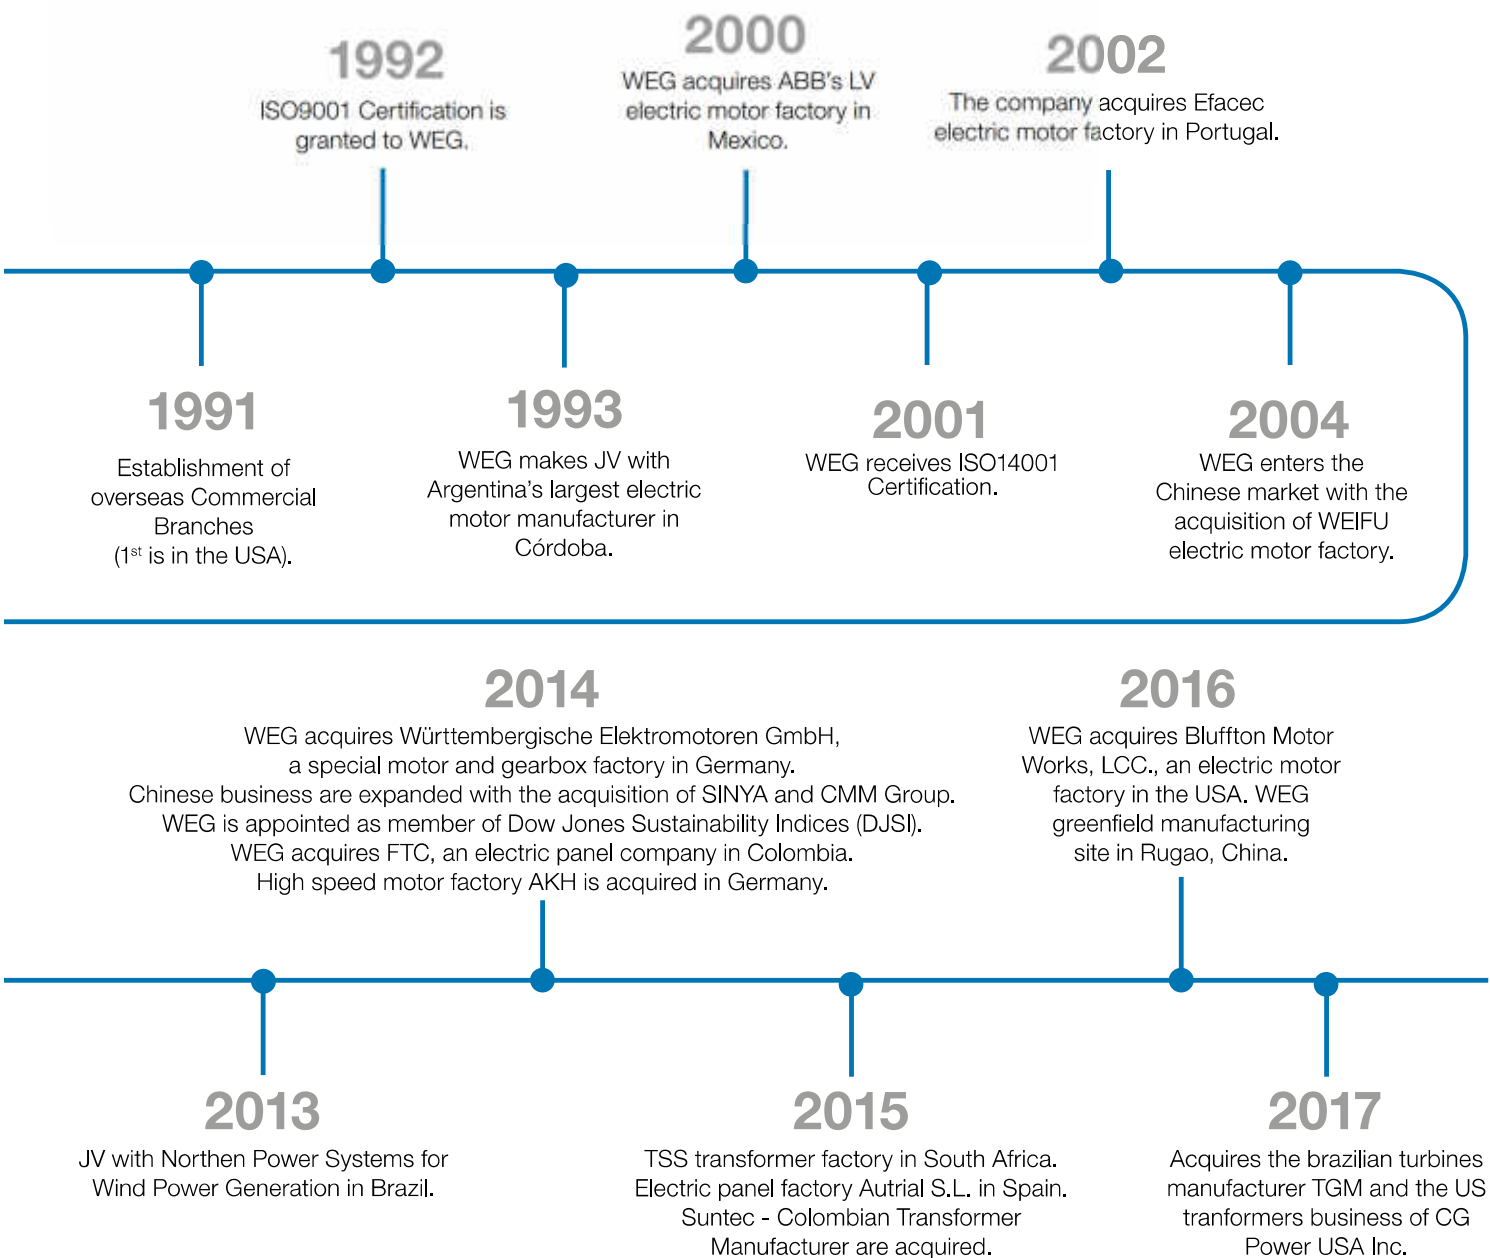 1992
ISO9001 Certification is
granted to WEG.
2000
WEG acquires ABB's LV
electric motor factory in
Mexico.
2002
The company acquires Efacec
electric motor factory in Portugal.
1991
Establishment of
overseas Commercial
Branches
(1st is in the USA).
1993
WEG makes JV with
Argentina's largest electric
motor manufacturer in
Córdoba.
2001
WEG receives ISO14001
Certification.
2004
WEG enters the
Chinese market with the
acquisition of WEIFU
electric motor factory.
2014
WEG acquires Württembergische Elektromotoren GmbH,
a special motor and gearbox factory in Germany.
Chinese business are expanded with the acquisition of SINYA and CMM Group.
WEG is appointed as member of Dow Jones Sustainability Indices (DJSI).
WEG acquires FTC, an electric panel company in Colombia.
High speed motor factory AKH is acquired in Germany.
2016
WEG acquires Bluffton Motor
Works, LCC., an electric motor
factory in the USA. WEG
greenfield manufacturing
site in Rugao, China.
2013
JV with Northen Power Systems for
Wind Power Generation in Brazil.
2015
TSS transformer factory in South Africa.
Electric panel factory Autrial S.L. in Spain.
Suntec - Colombian Transformer
Manufacturer are acquired.
2017
Acquires the brazilian turbines
manufacturer TGM and the US
tranformers business of CG
Power USA Inc.